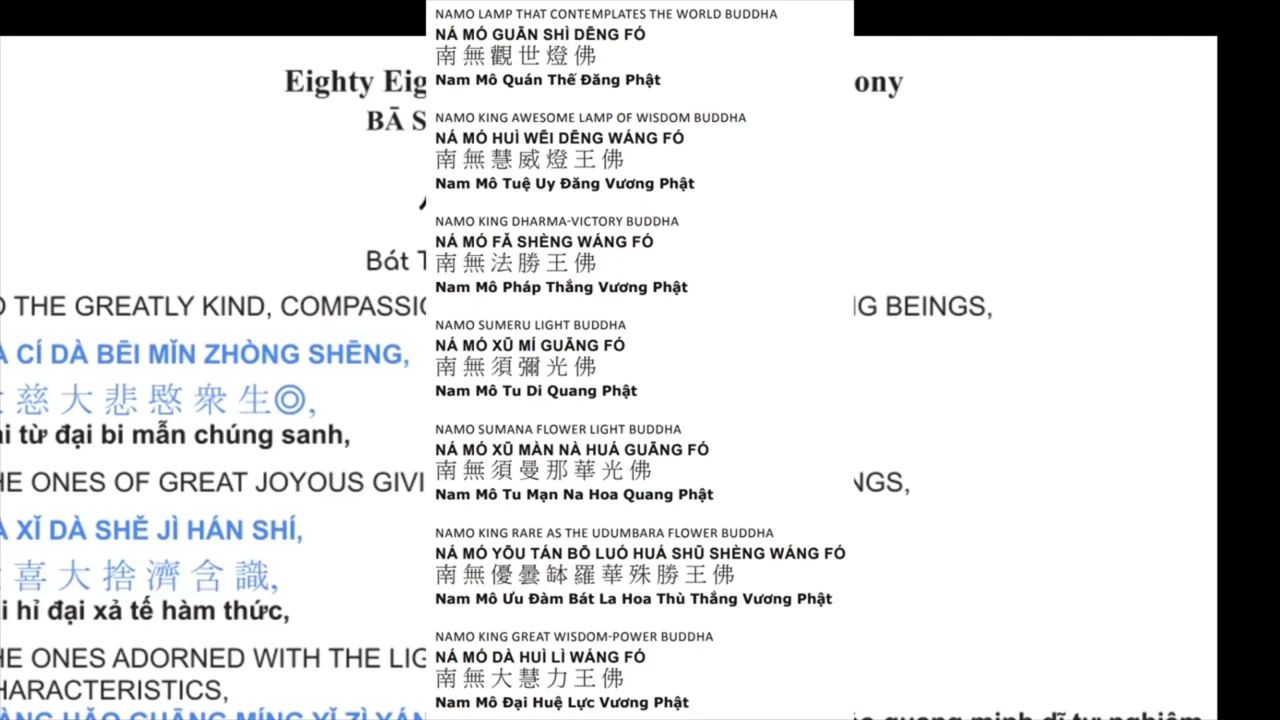 NAMO LAMP THAT CONTEMPLATES THE WORLD BUDDHA
NÁ MÓ GUĀN SHÌ DĒNG FÓ
南無觀世燈佛
Nam Mô Quán Thế Đăng Phật
NAMO KING AWESOME LAMP OF WISDOM BUDDHA
NÁ MÓ HUÌ WĒI DĒNG WÁNG FÓ
南無慧威燈王佛
Nam Mô Tuệ Uy Đăng Vương Phật
NAMO KING DHARMA-VICTORY BUDDHA
NÁ MÓ FǍ SHÈNG WÁNG FÓ
南無法勝王佛
Nam Mô Pháp Thắng Vương Phật
NAMO SUMERU LIGHT BUDDHA
NÁ MÓ XŪ MÍ GUĀNG FÓ
南無須彌光佛
Nam Mô Tu Di Quang Phật
NAMO SUMANA FLOWER LIGHT BUDDHA
NÁ MÓ XŪ MÀN NÀ HUÁ GUĀNG FÓ
南無須曼那華光佛
Nam Mô Tu Mạn Na Hoa Quang Phật
NAMO KING RARE AS THE UDUMBARA FLOWER BUDDHA
NÁ MÓ YŌU TÁN BŌ LUÓ HUÁ SHŪ SHÈNG WÁNG FÓ
南無優曇缽羅華殊勝王佛
Nam Mô Ưu Đàm Bát La Hoa Thù Thắng Vương Phật
NAMO KING GREAT WISDOM-POWER BUDDHA
NÁ MÓ DÀ HUÌ LÌ WÁNG FÓ
南無大慧力王佛
Nam Mô Đại Huệ Lực Vương Phật
Eighty Eig ony
BĀ S
Bát T
THE GREATLY KIND, COMPASSIO G BEINGS,
CÍ DÀ BĒI MǏN ZHÒNG SHĒNG,
慈大悲愍衆生◎,
từ đại bi mẫn chúng sanh,
HE ONES OF GREAT JOYOUS GIVI NGS,
XǏ DÀ SHĚ JÌ HÁN SHÍ,
喜大捨濟含識,
hỉ đại xả tế hàm thức,
HE ONES ADORNED WITH THE LIG
HARACTERISTICS,